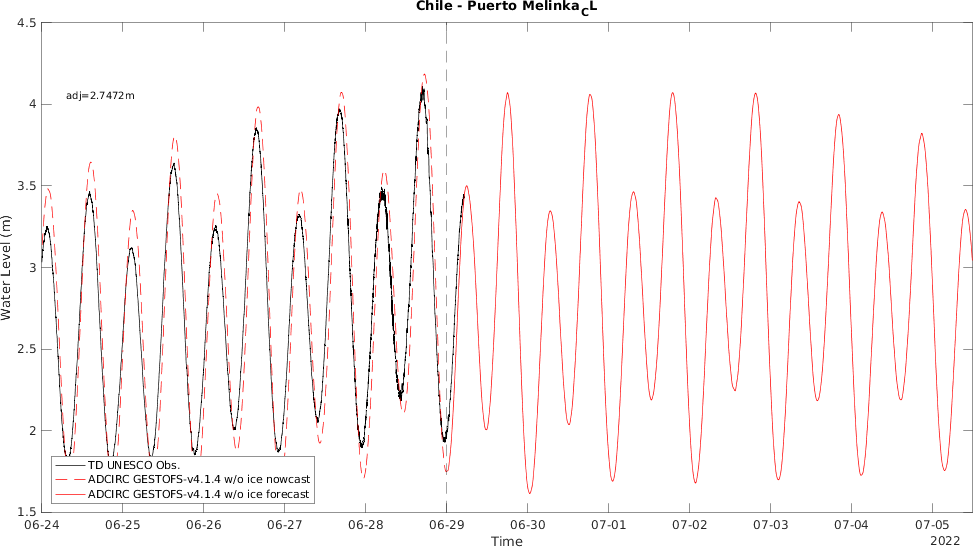 Chile - Puerto Melinka_CL
4.5
4
3.5
3
2.5
2
1.5
Water Level (m)
adj=2.7472m
TD UNESCO Obs.
ADCIRC GESTOFS-v4.1.4 w/o ice nowcast
ADCIRC GESTOFS-v4.1.4 w/o ice forecast
06-24 06-25 06-26 06-27 06-28 06-29 06-30 07-01 07-02 07-03 07-04 07-05
Time
2022